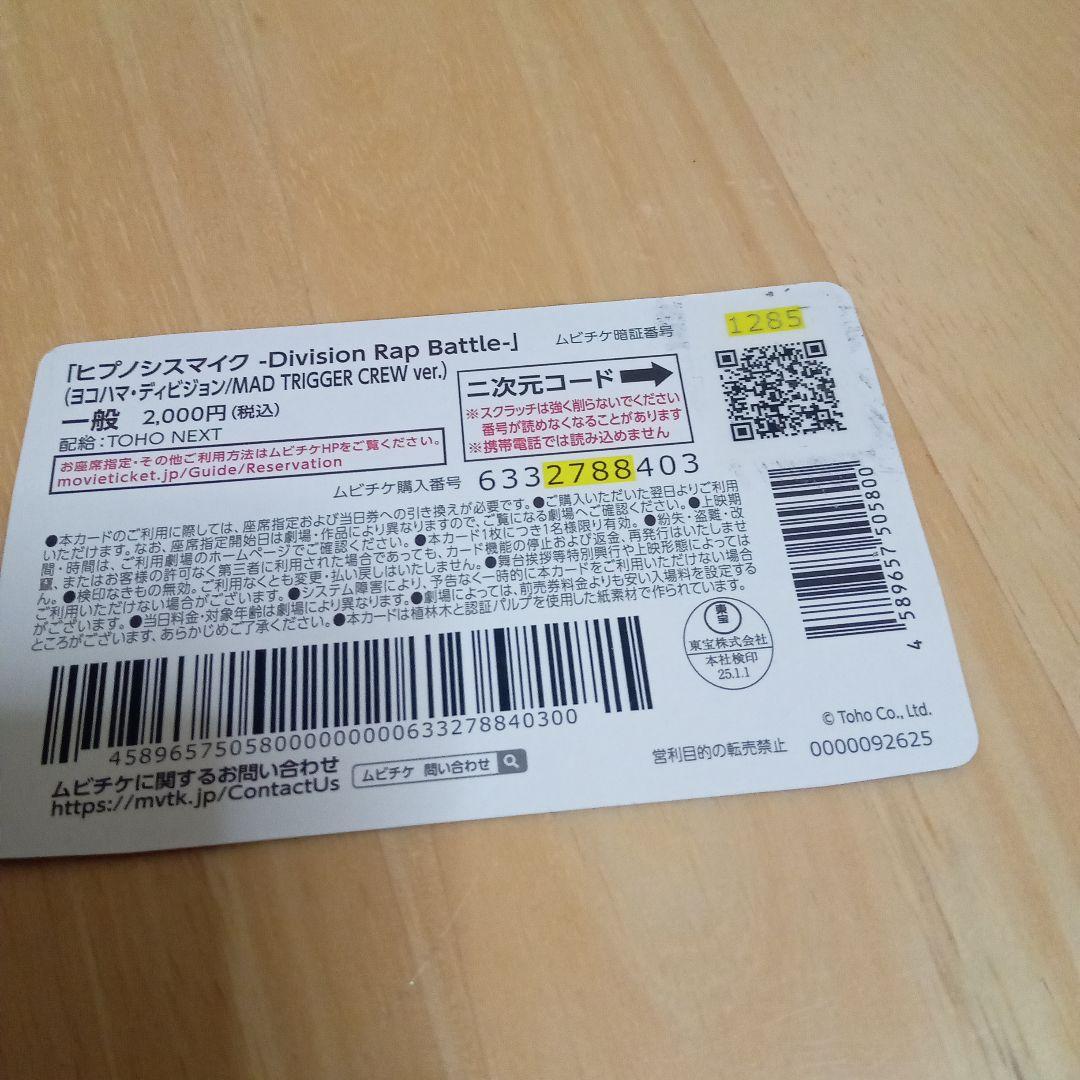 「ヒプノシスマイク -Division Rap Battle-」
(ヨコハマ・ディビジョン/MAD TRIGGER CREW ver.)
一般 2,000円(税込)
配給:TOHO NEXT
お座席指定・その他ご利用方法はムビチケHPをご覧ください。
movieticket.jp/Guide/Reservation
ムビチケ暗証番号
1285
二次元コード
※スクラッチは強く削らないでください
番号が読めなくなることがあります
※携帯電話では読み込めません
ムビチケ購入番号 6332788403
●本カードのご利用に際しては、座席指定および当日券への引き換えが必要です。●ご購入いただいた翌日よりご利用
いただけます。なお、座席指定開始日は劇場・作品により異なりますので、ご覧になる劇場へご確認ください。●上映期
間・時間は、ご利用劇場のホームページでご確認ください。●本カード1枚につき1名様限り有効。●紛失・盗難・改
竄、またはお客様の許可なく第三者に利用された場合であっても、カード機能の停止および返金、再発行はいたしませ
ん。●検印なきもの無効。ご利用なくとも変更・払い戻しはいたしません。●舞台挨拶等特別興行や上映形態によっては
ご利用いただけない場合がございます。●システム障害により、予告なく一時的に本カードをご利用いただけない場合
がございます。●当日料金・対象年齢は劇場により異なります。●劇場によっては、前売券料金よりも安い入場料を設定する
ところがございます、あらかじめご了承ください。●本カードは植林木と認証パルプを使用した紙素材で作られています。
4589657505800000000006332788​40300
ムビチケに関するお問い合わせ
https://mvtk.jp/ContactUs
ムビチケ 問い合わせ
東宝
東宝株式会社
本社検印
25.1.1
4 589657 505800
© Toho Co., Ltd.
営利目的の転売禁止 0000092625